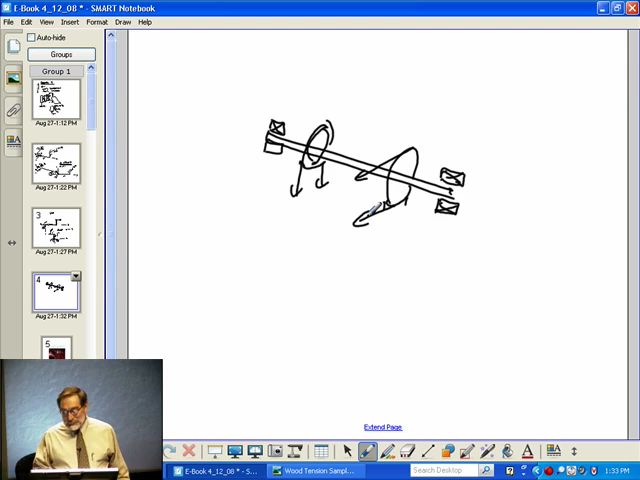 E-Book 4_12_08 * - SMART Notebook
File Edit View Insert Format Draw Help
Auto-hide
Groups
Group 1
Aug 27-1:12 PM
2
Aug 27-1:22 PM
3
Aug 27-1:27 PM
4
Aug 27-1:32 PM
5
Extend Page
E-Book 4_12_08 * - S...
Wood Tension Sampl...
Search Desktop
1:33 PM